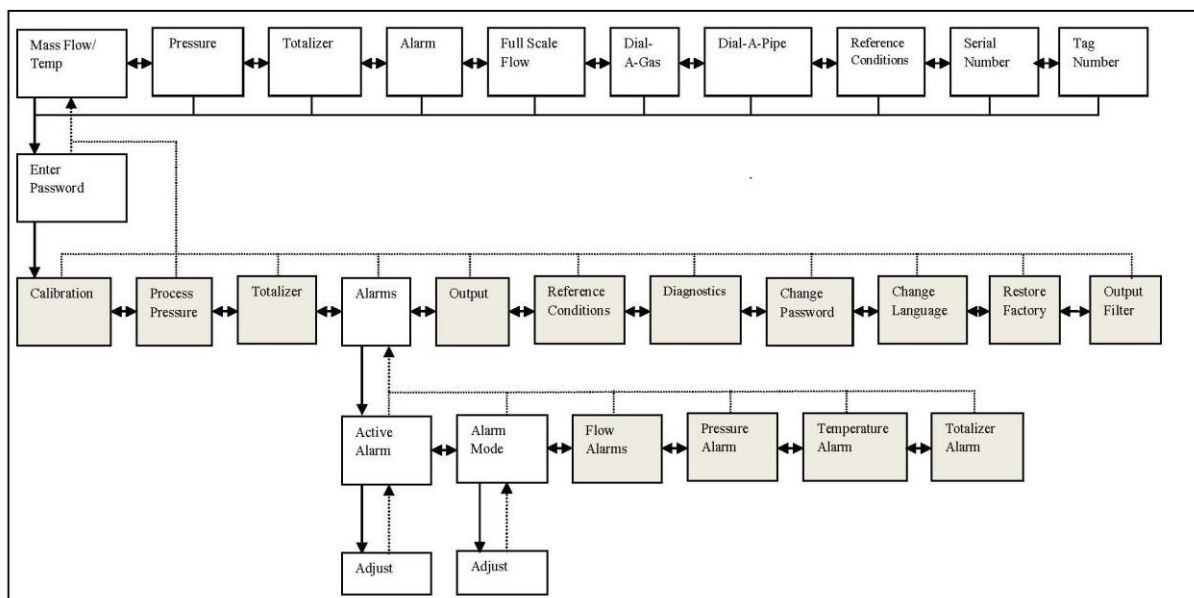 Mass Flow/
Temp
Pressure
Totalizer
Alarm
Full Scale
Flow
Dial-
A-Gas
Dial-A-Pipe
Reference
Conditions
Serial
Number
Tag
Number
Enter
Password
Calibration
Process
Pressure
Totalizer
Alarms
Output
Reference
Conditions
Diagnostics
Change
Password
Change
Language
Restore
Factory
Output
Filter
Active
Alarm
Alarm
Mode
Flow
Alarms
Pressure
Alarm
Temperature
Alarm
Totalizer
Alarm
Adjust
Adjust